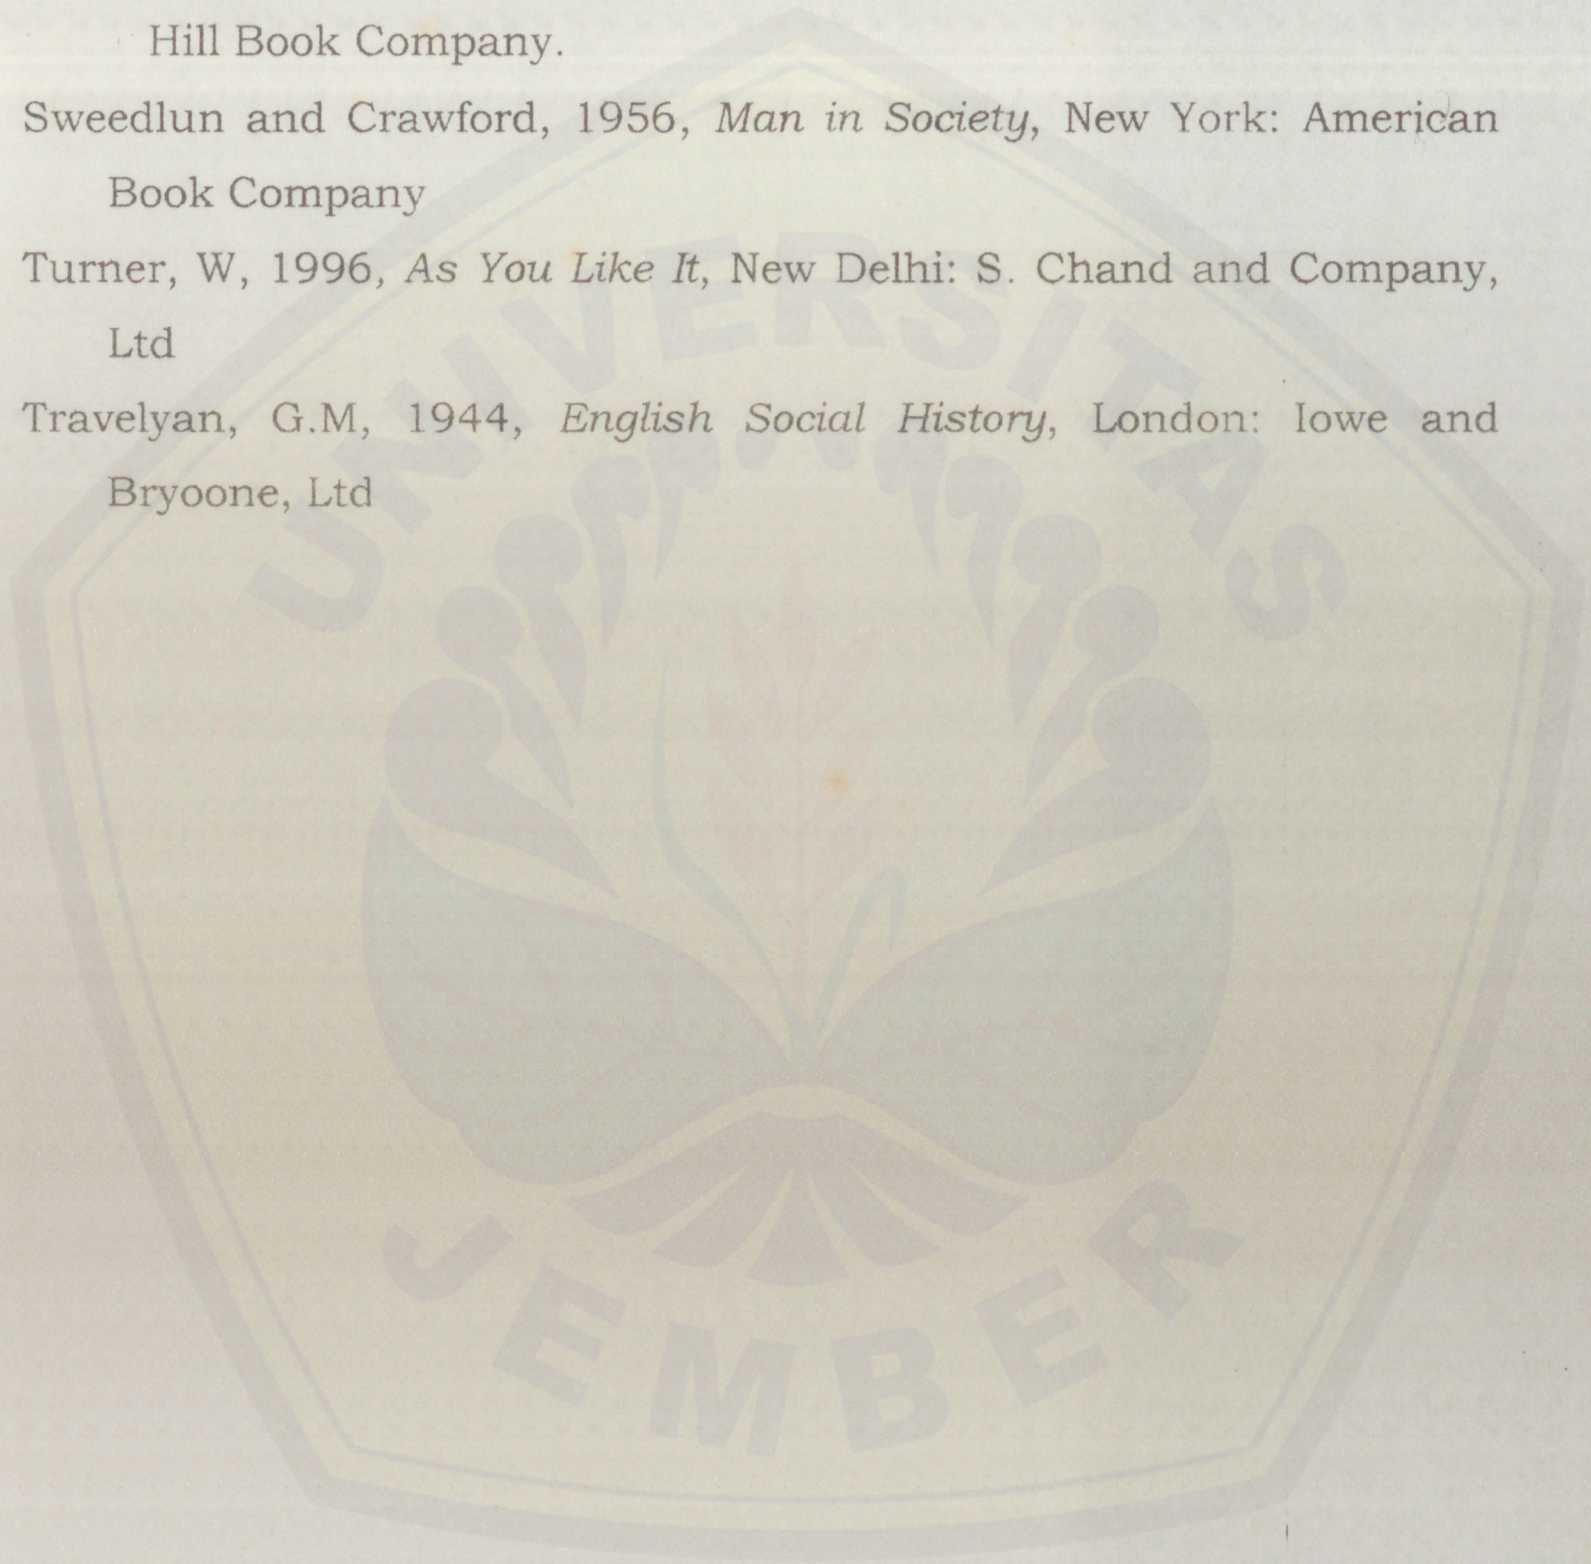 Hill Book Company.
Sweedlun and Crawford, 1956, Man in Society, New York: American
Book Company
Turner, W, 1996, As You Like It, New Delhi: S. Chand and Company,
Ltd
Travelyan, G.M, 1944, English Social History, London: Iowe and
Bryoone, Ltd
UNIVERSITAS
JEMBER